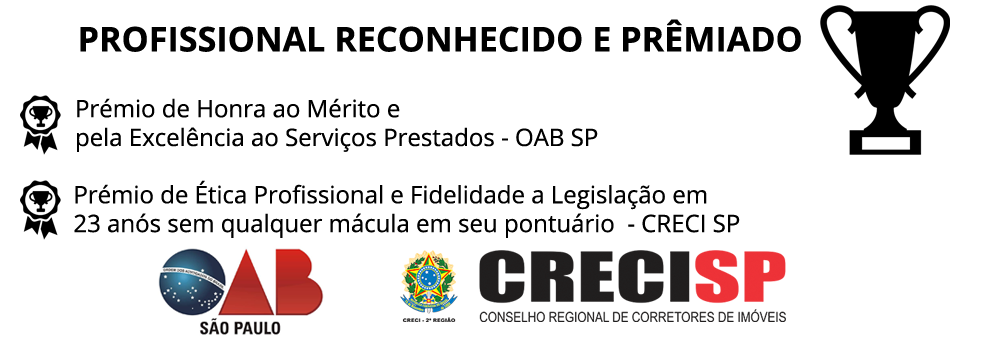 PROFISSIONAL RECONHECIDO E PRÊMIADO
Prémio de Honra ao Mérito e
pela Excelência ao Serviços Prestados - OAB SP
Prémio de Ética Profissional e Fidelidade a Legislação em
23 anós sem qualquer mácula em seu pontuário - CRECI SP
OAB
SÃO PAULO
CRECI - 2ª REGIÃO
CRECISP
CONSELHO REGIONAL DE CORRETORES DE IMÓVEIS